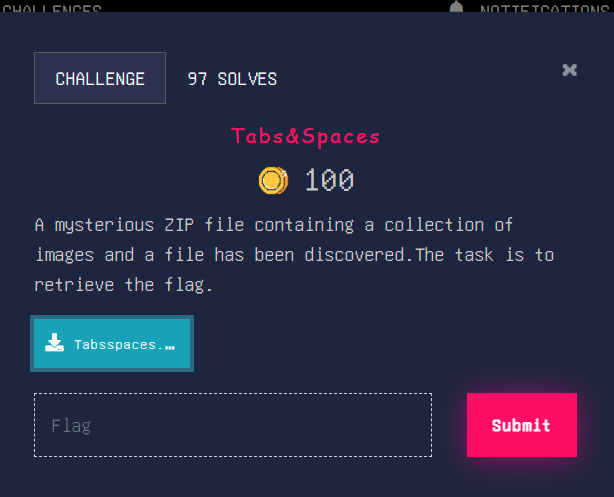 CHALLENGES
NOTIFICATIONS
CHALLENGE
97 SOLVES
Tabs&Spaces
100
A mysterious ZIP file containing a collection of
images and a file has been discovered.The task is to
retrieve the flag.
Tabsspaces.…
Flag
Submit